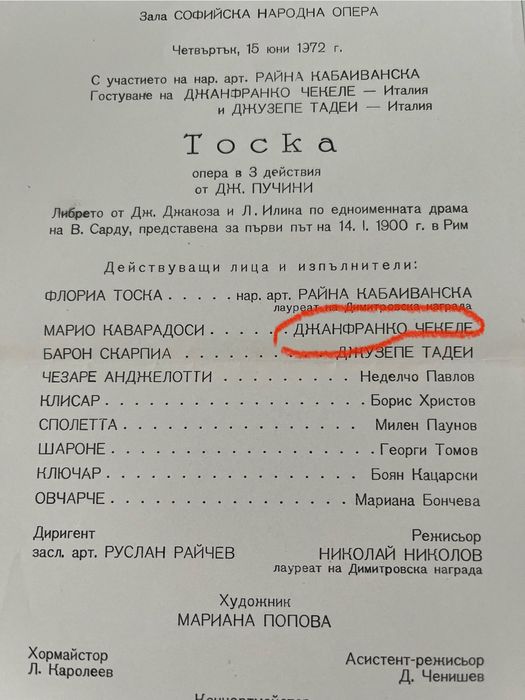 Зала СОФИЙСКА НАРОДНА ОПЕРА
Четвъртък, 15 юни 1972 г.
С участието на нар. арт. РАЙНА КАБАИВАНСКА
Гостуване на ДЖАНФРАНКО ЧЕКЕЛЕ — Италия
и ДЖУЗЕПЕ ТАДЕИ — Италия
Тоска
опера в 3 действия
от ДЖ. ПУЧИНИ
Либрето от Дж. Джакоза и Л. Илика по едноименната драма
на В. Сарду, представена за първи път на 14. I. 1900 г. в Рим
Действуващи лица и изпълнители:
ФЛОРИА ТОСКА . . . . . нар. арт. РАЙНА КАБАИВАНСКА
лауреат на Димитровска награда
МАРИО КАВАРАДОСИ . . . . . ДЖАНФРАНКО ЧЕКЕЛЕ
БАРОН СКАРПИА . . . . . . . . . ДЖУЗЕПЕ ТАДЕИ
ЧЕЗАРЕ АНДЖЕЛОТТИ . . . . . . . . . Неделчо Павлов
КЛИСАР . . . . . . . . . . . . . . . . Борис Христов
СПОЛЕТТА . . . . . . . . . . . . . . . Милен Паунов
ШАРОНЕ . . . . . . . . . . . . . . . . Георги Томов
КЛЮЧАР . . . . . . . . . . . . . . . . Боян Кацарски
ОВЧАРЧЕ . . . . . . . . . . . . . . . Мариана Бончева
Диригент
засл. арт. РУСЛАН РАЙЧЕВ
Режисьор
НИКОЛАЙ НИКОЛОВ
лауреат на Димитровска награда
Художник
МАРИАНА ПОПОВА
Хормайстор
Л. Каролеев
Асистент-режисьор
Д. Ченишев